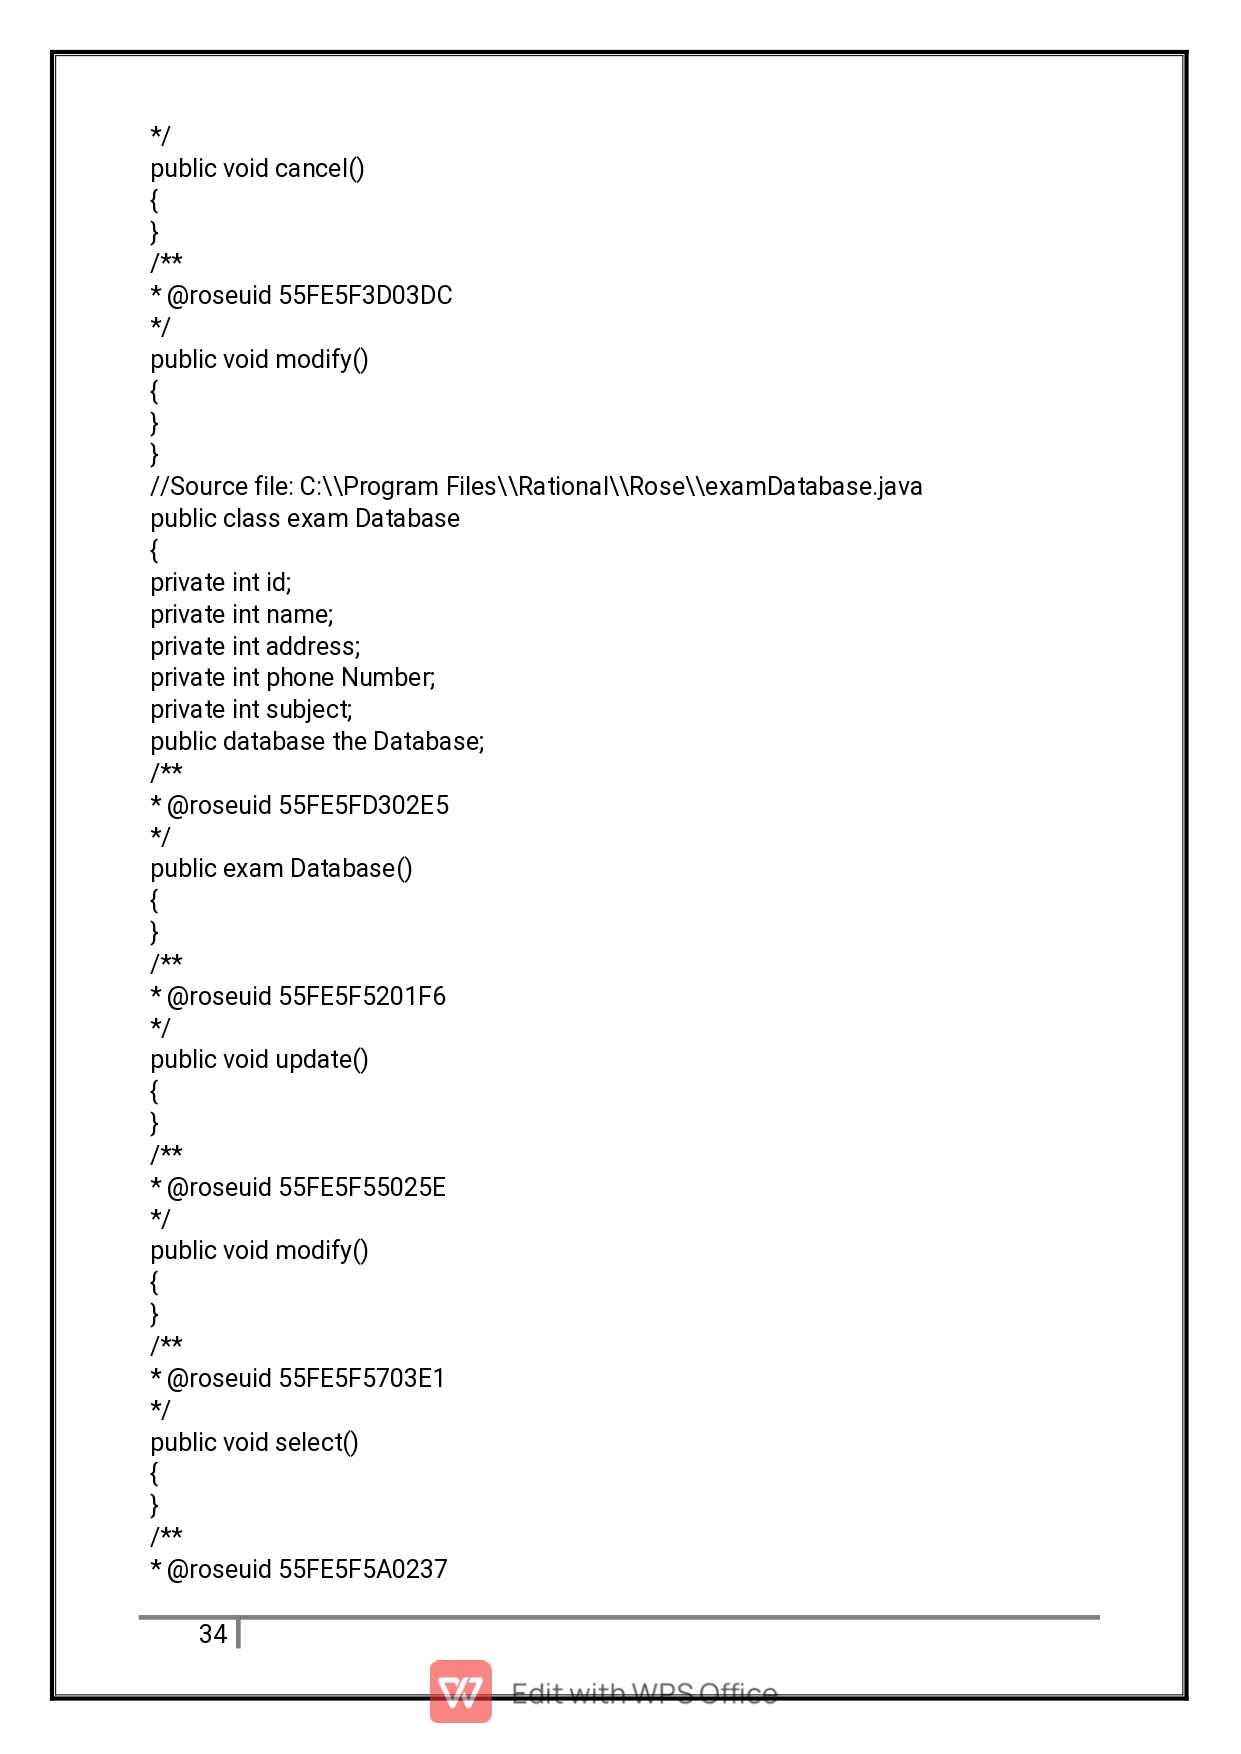 */
public void cancel()
{
}
/**
* @roseuid 55FE5F3D03DC
*/
public void modify()
{
}
}
//Source file: C:\\Program Files\\Rational\\Rose\\examDatabase.java
public class exam Database
{
private int id;
private int name;
private int address;
private int phone Number;
private int subject;
public database the Database;
/**
* @roseuid 55FE5FD302E5
*/
public exam Database()
{
}
/**
* @roseuid 55FE5F5201F6
*/
public void update()
{
}
/**
* @roseuid 55FE5F55025E
*/
public void modify()
{
}
/**
* @roseuid 55FE5F5703E1
*/
public void select()
{
}
/**
* @roseuid 55FE5F5A0237
34
Edit with WPS Office